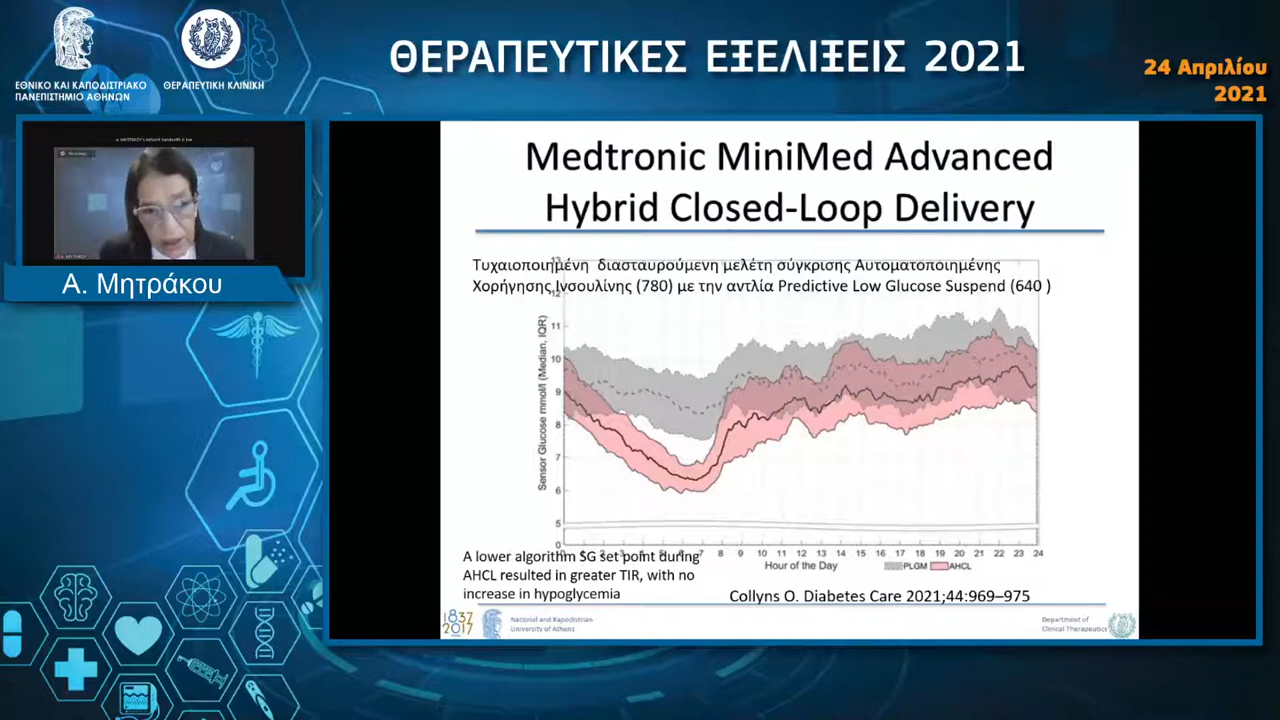 ΕΘΝΙΚΟ ΚΑΙ ΚΑΠΟΔΙΣΤΡΙΑΚΟ
ΠΑΝΕΠΙΣΤΗΜΙΟ ΑΘΗΝΩΝ
ΘΕΡΑΠΕΥΤΙΚΗ ΚΛΙΝΙΚΗ
ΘΕΡΑΠΕΥΤΙΚΕΣ ΕΞΕΛΙΞΕΙΣ 2021
24 Απριλίου
2021
Α. Μητράκου
Medtronic MiniMed Advanced
Hybrid Closed-Loop Delivery
Τυχαιοποιημένη διασταυρούμενη μελέτη σύγκρισης Αυτοματοποιημένης
Χορήγησης Ινσουλίνης (780) με την αντλία Predictive Low Glucose Suspend (640 )
Sensor Glucose mmol/l (Median, IQR)
13
12
11
10
9
8
7
6
5
0
0 1 2 3 4 5 6 7 8 9 10 11 12 13 14 15 16 17 18 19 20 21 22 23 24
Hour of the Day
PLGM AHCL
A lower algorithm SG set point during
AHCL resulted in greater TIR, with no
increase in hypoglycemia
Collyns O. Diabetes Care 2021;44:969–975
1837
2017
National and Kapodistrian
University of Athens
Department of
Clinical Therapeutics